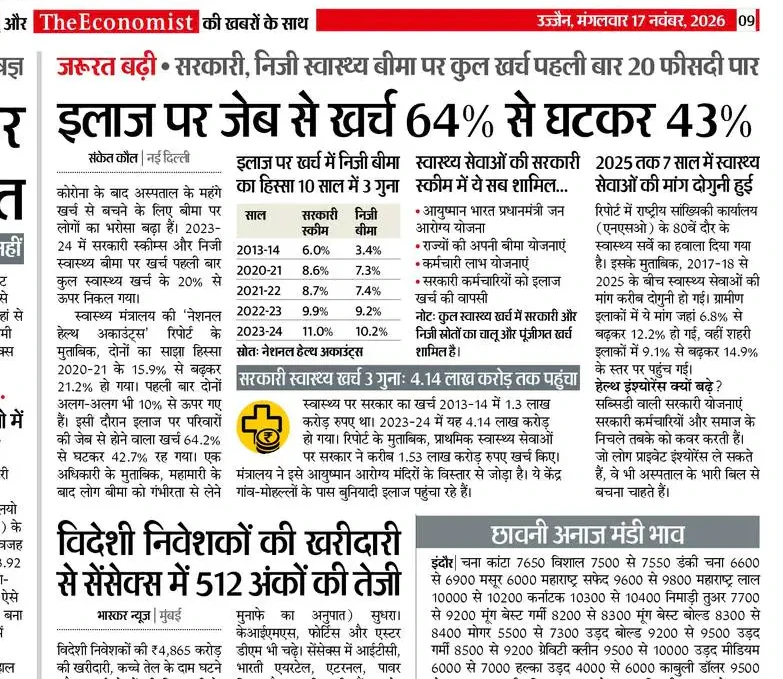 और The Economist की खबरों के साथ
उज्जैन, मंगलवार 17 नवंबर, 2026 09
जरूरत बढ़ी • सरकारी, निजी स्वास्थ्य बीमा पर कुल खर्च पहली बार 20 फीसदी पार
इलाज पर जेब से खर्च 64% से घटकर 43%
संकेत कौल | नई दिल्ली
कोरोना के बाद अस्पताल के महंगे
खर्च से बचने के लिए बीमा पर
लोगों का भरोसा बढ़ा है। 2023-
24 में सरकारी स्कीम्स और निजी
स्वास्थ्य बीमा पर खर्च पहली बार
कुल स्वास्थ्य खर्च के 20% से
ऊपर निकल गया।
स्वास्थ्य मंत्रालय की 'नेशनल
हेल्थ अकाउंट्स' रिपोर्ट के
मुताबिक, दोनों का साझा हिस्सा
2020-21 के 15.9% से बढ़कर
21.2% हो गया। पहली बार दोनों
अलग-अलग भी 10% से ऊपर गए
हैं। इसी दौरान इलाज पर परिवारों
की जेब से होने वाला खर्च 64.2%
से घटकर 42.7% रह गया। एक
अधिकारी के मुताबिक, महामारी के
बाद लोग बीमा को गंभीरता से लेने
इलाज पर खर्च में निजी बीमा
का हिस्सा 10 साल में 3 गुना
साल सरकारी स्कीम निजी बीमा
2013-14 6.0% 3.4%
2020-21 8.6% 7.3%
2021-22 8.7% 7.4%
2022-23 9.9% 9.2%
2023-24 11.0% 10.2%
स्रोतः नेशनल हेल्थ अकाउंट्स
स्वास्थ्य सेवाओं की सरकारी
स्कीम में ये सब शामिल...
• आयुष्मान भारत प्रधानमंत्री जन
आरोग्य योजना
• राज्यों की अपनी बीमा योजनाएं
• कर्मचारी लाभ योजनाएं
• सरकारी कर्मचारियों को इलाज
खर्च की वापसी
नोटः कुल स्वास्थ्य खर्च में सरकारी और
निजी स्रोतों का चालू और पूंजीगत खर्च
शामिल है।
सरकारी स्वास्थ्य खर्च 3 गुनाः 4.14 लाख करोड़ तक पहुंचा
स्वास्थ्य पर सरकार का खर्च 2013-14 में 1.3 लाख
करोड़ रुपए था। 2023-24 में यह 4.14 लाख करोड़
हो गया। रिपोर्ट के मुताबिक, प्राथमिक स्वास्थ्य सेवाओं
पर सरकार ने करीब 1.53 लाख करोड़ रुपए खर्च किए।
मंत्रालय ने इसे आयुष्मान आरोग्य मंदिरों के विस्तार से जोड़ा है। ये केंद्र
गांव-मोहल्लों के पास बुनियादी इलाज पहुंचा रहे हैं।
2025 तक 7 साल में स्वास्थ्य
सेवाओं की मांग दोगुनी हुई
रिपोर्ट में राष्ट्रीय सांख्यिकी कार्यालय
(एनएसओ) के 80वें दौर के
स्वास्थ्य सर्वे का हवाला दिया गया
है। इसके मुताबिक, 2017-18 से
2025 के बीच स्वास्थ्य सेवाओं की
मांग करीब दोगुनी हो गई। ग्रामीण
इलाकों में ये मांग जहां 6.8% से
बढ़कर 12.2% हो गई, वहीं शहरी
इलाकों में 9.1% से बढ़कर 14.9%
के स्तर पर पहुंच गई।
हेल्थ इंश्योरेंस क्यों बढ़े ?
सब्सिडी वाली सरकारी योजनाएं
सरकारी कर्मचारियों और समाज के
निचले तबके को कवर करती हैं।
जो लोग प्राइवेट इंश्योरेंस ले सकते
हैं, वे भी अस्पताल के भारी बिल से
बचना चाहते हैं।
विदेशी निवेशकों की खरीदारी
से सेंसेक्स में 512 अंकों की तेजी
भास्कर न्यूज | मुंबई
विदेशी निवेशकों की ₹4,865 करोड़
की खरीदारी, कच्चे तेल के दाम घटने
मुनाफे का अनुपात) सुधरा।
केआईएमएस, फोर्टिस और एस्टर
डीएम भी चढ़े। सेंसेक्स में आईटीसी,
भारती एयरटेल, एटरनल, पावर
छावनी अनाज मंडी भाव
इंदौर| चना कांटा 7650 विशाल 7500 से 7550 डंकी चना 6600
से 6900 मसूर 6000 महाराष्ट्र सफेद 9600 से 9800 महाराष्ट्र लाल
10000 से 10200 कर्नाटक 10300 से 10400 निमाड़ी तुअर 7700
से 9200 मूंग बेस्ट गर्मी 8200 से 8300 मूंग बेस्ट बोल्ड 8300 से
8400 मोगर 5500 से 7300 उड़द बोल्ड 9200 से 9500 उड़द
गर्मी 8500 से 9200 ग्रेविटी क्लीन 9500 से 10000 उड़द मीडियम
6000 से 7000 हल्का उड़द 4000 से 6000 काबुली डॉलर 9500